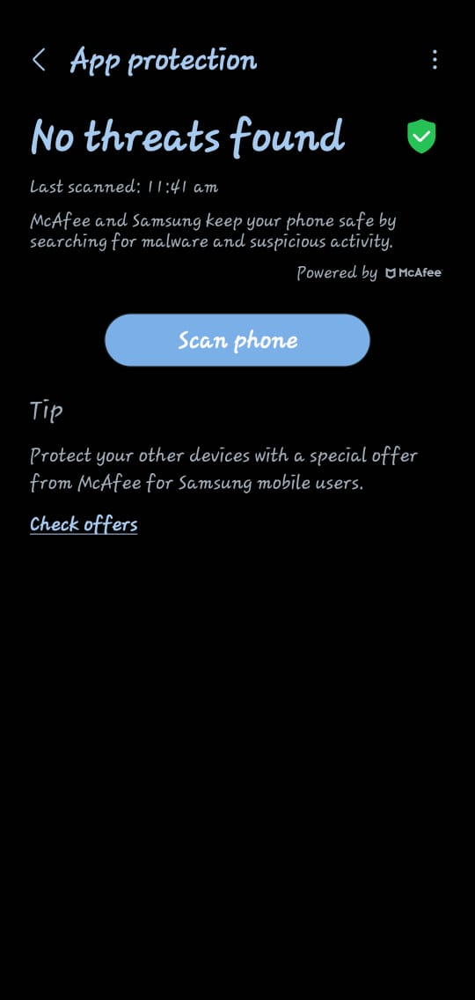 App protection
No threats found
Last scanned: 11:41 am
McAfee and Samsung keep your phone safe by
searching for malware and suspicious activity.
Powered by McAfee
Scan phone
Tip
Protect your other devices with a special offer
from McAfee for Samsung mobile users.
Check offers